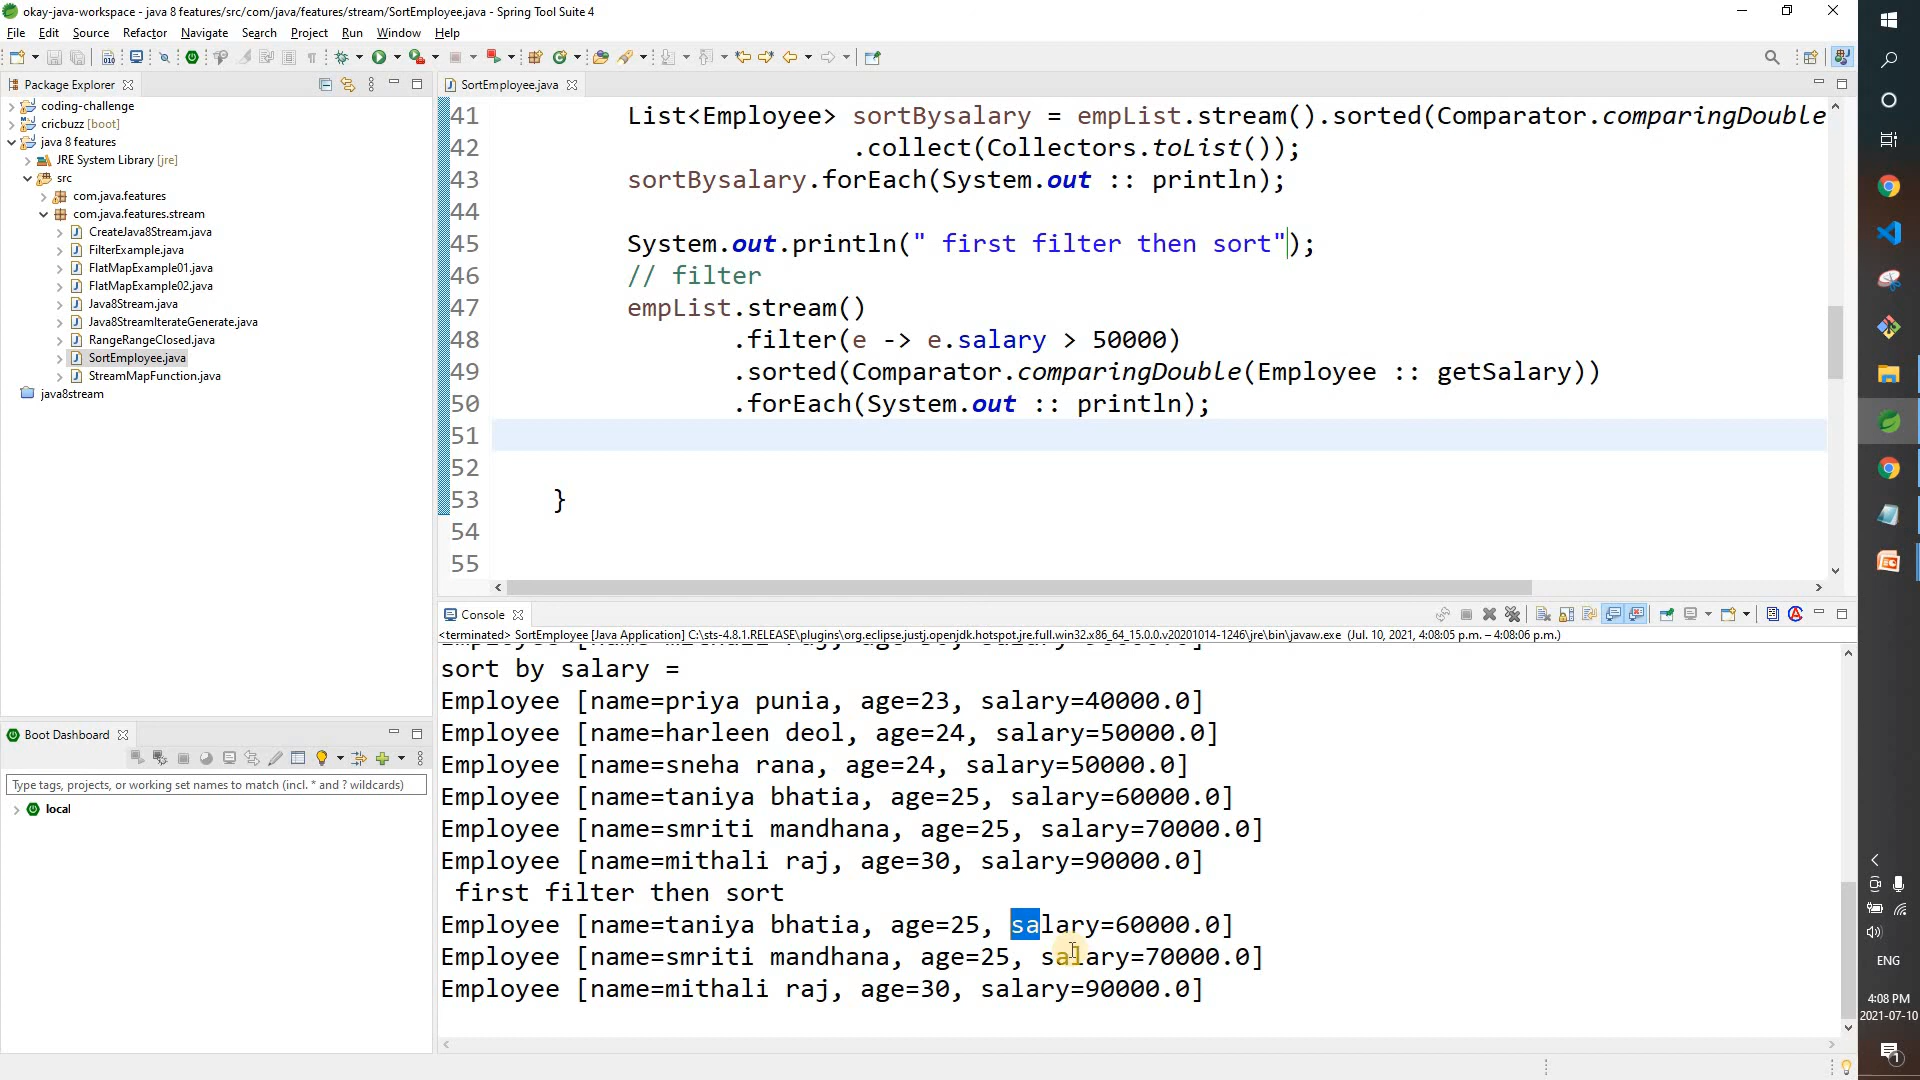 okay-java-workspace - java 8 features/src/com/java/features/stream/SortEmployee.java - Spring Tool Suite 4
File Edit Source Refactor Navigate Search Project Run Window Help
Package Explorer
coding-challenge
cricbuzz [boot]
java 8 features
JRE System Library [jre]
src
com.java.features
com.java.features.stream
CreateJava8Stream.java
FilterExample.java
FlatMapExample01.java
FlatMapExample02.java
Java8Stream.java
Java8StreamIterateGenerate.java
RangeRangeClosed.java
SortEmployee.java
StreamMapFunction.java
java8stream
Boot Dashboard
Type tags, projects, or working set names to match (incl. * and ? wildcards)
local
SortEmployee.java
41 List<Employee> sortBysalary = empList.stream().sorted(Comparator.comparingDouble
42 .collect(Collectors.toList());
43 sortBysalary.forEach(System.out :: println);
44
45 System.out.println(" first filter then sort");
46 // filter
47 empList.stream()
48 .filter(e -> e.salary > 50000)
49 .sorted(Comparator.comparingDouble(Employee :: getSalary))
50 .forEach(System.out :: println);
51
52
53 }
54
55
Console
<terminated> SortEmployee [Java Application] C:\sts-4.8.1.RELEASE\plugins\org.eclipse.justj.openjdk.hotspot.jre.full.win32.x86_64_15.0.0.v20201014-1246\jre\bin\javaw.exe (Jul. 10, 2021, 4:08:05 p.m. – 4:08:06 p.m.)
sort by salary =
Employee [name=priya punia, age=23, salary=40000.0]
Employee [name=harleen deol, age=24, salary=50000.0]
Employee [name=sneha rana, age=24, salary=50000.0]
Employee [name=taniya bhatia, age=25, salary=60000.0]
Employee [name=smriti mandhana, age=25, salary=70000.0]
Employee [name=mithali raj, age=30, salary=90000.0]
first filter then sort
Employee [name=taniya bhatia, age=25, salary=60000.0]
Employee [name=smriti mandhana, age=25, salary=70000.0]
Employee [name=mithali raj, age=30, salary=90000.0]
ENG
4:08 PM
2021-07-10
1